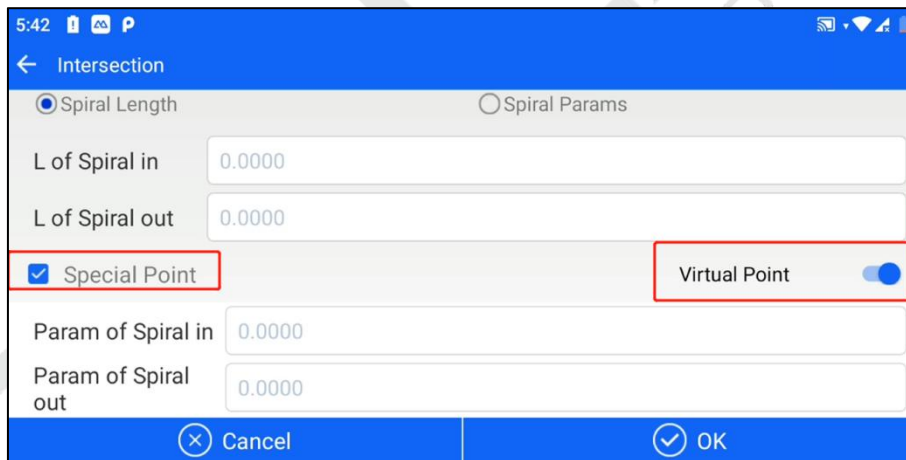 5:42
Intersection
Spiral Length Spiral Params
L of Spiral in 0.0000
L of Spiral out 0.0000
Special Point Virtual Point
Param of Spiral in 0.0000
Param of Spiral
out 0.0000
Cancel OK